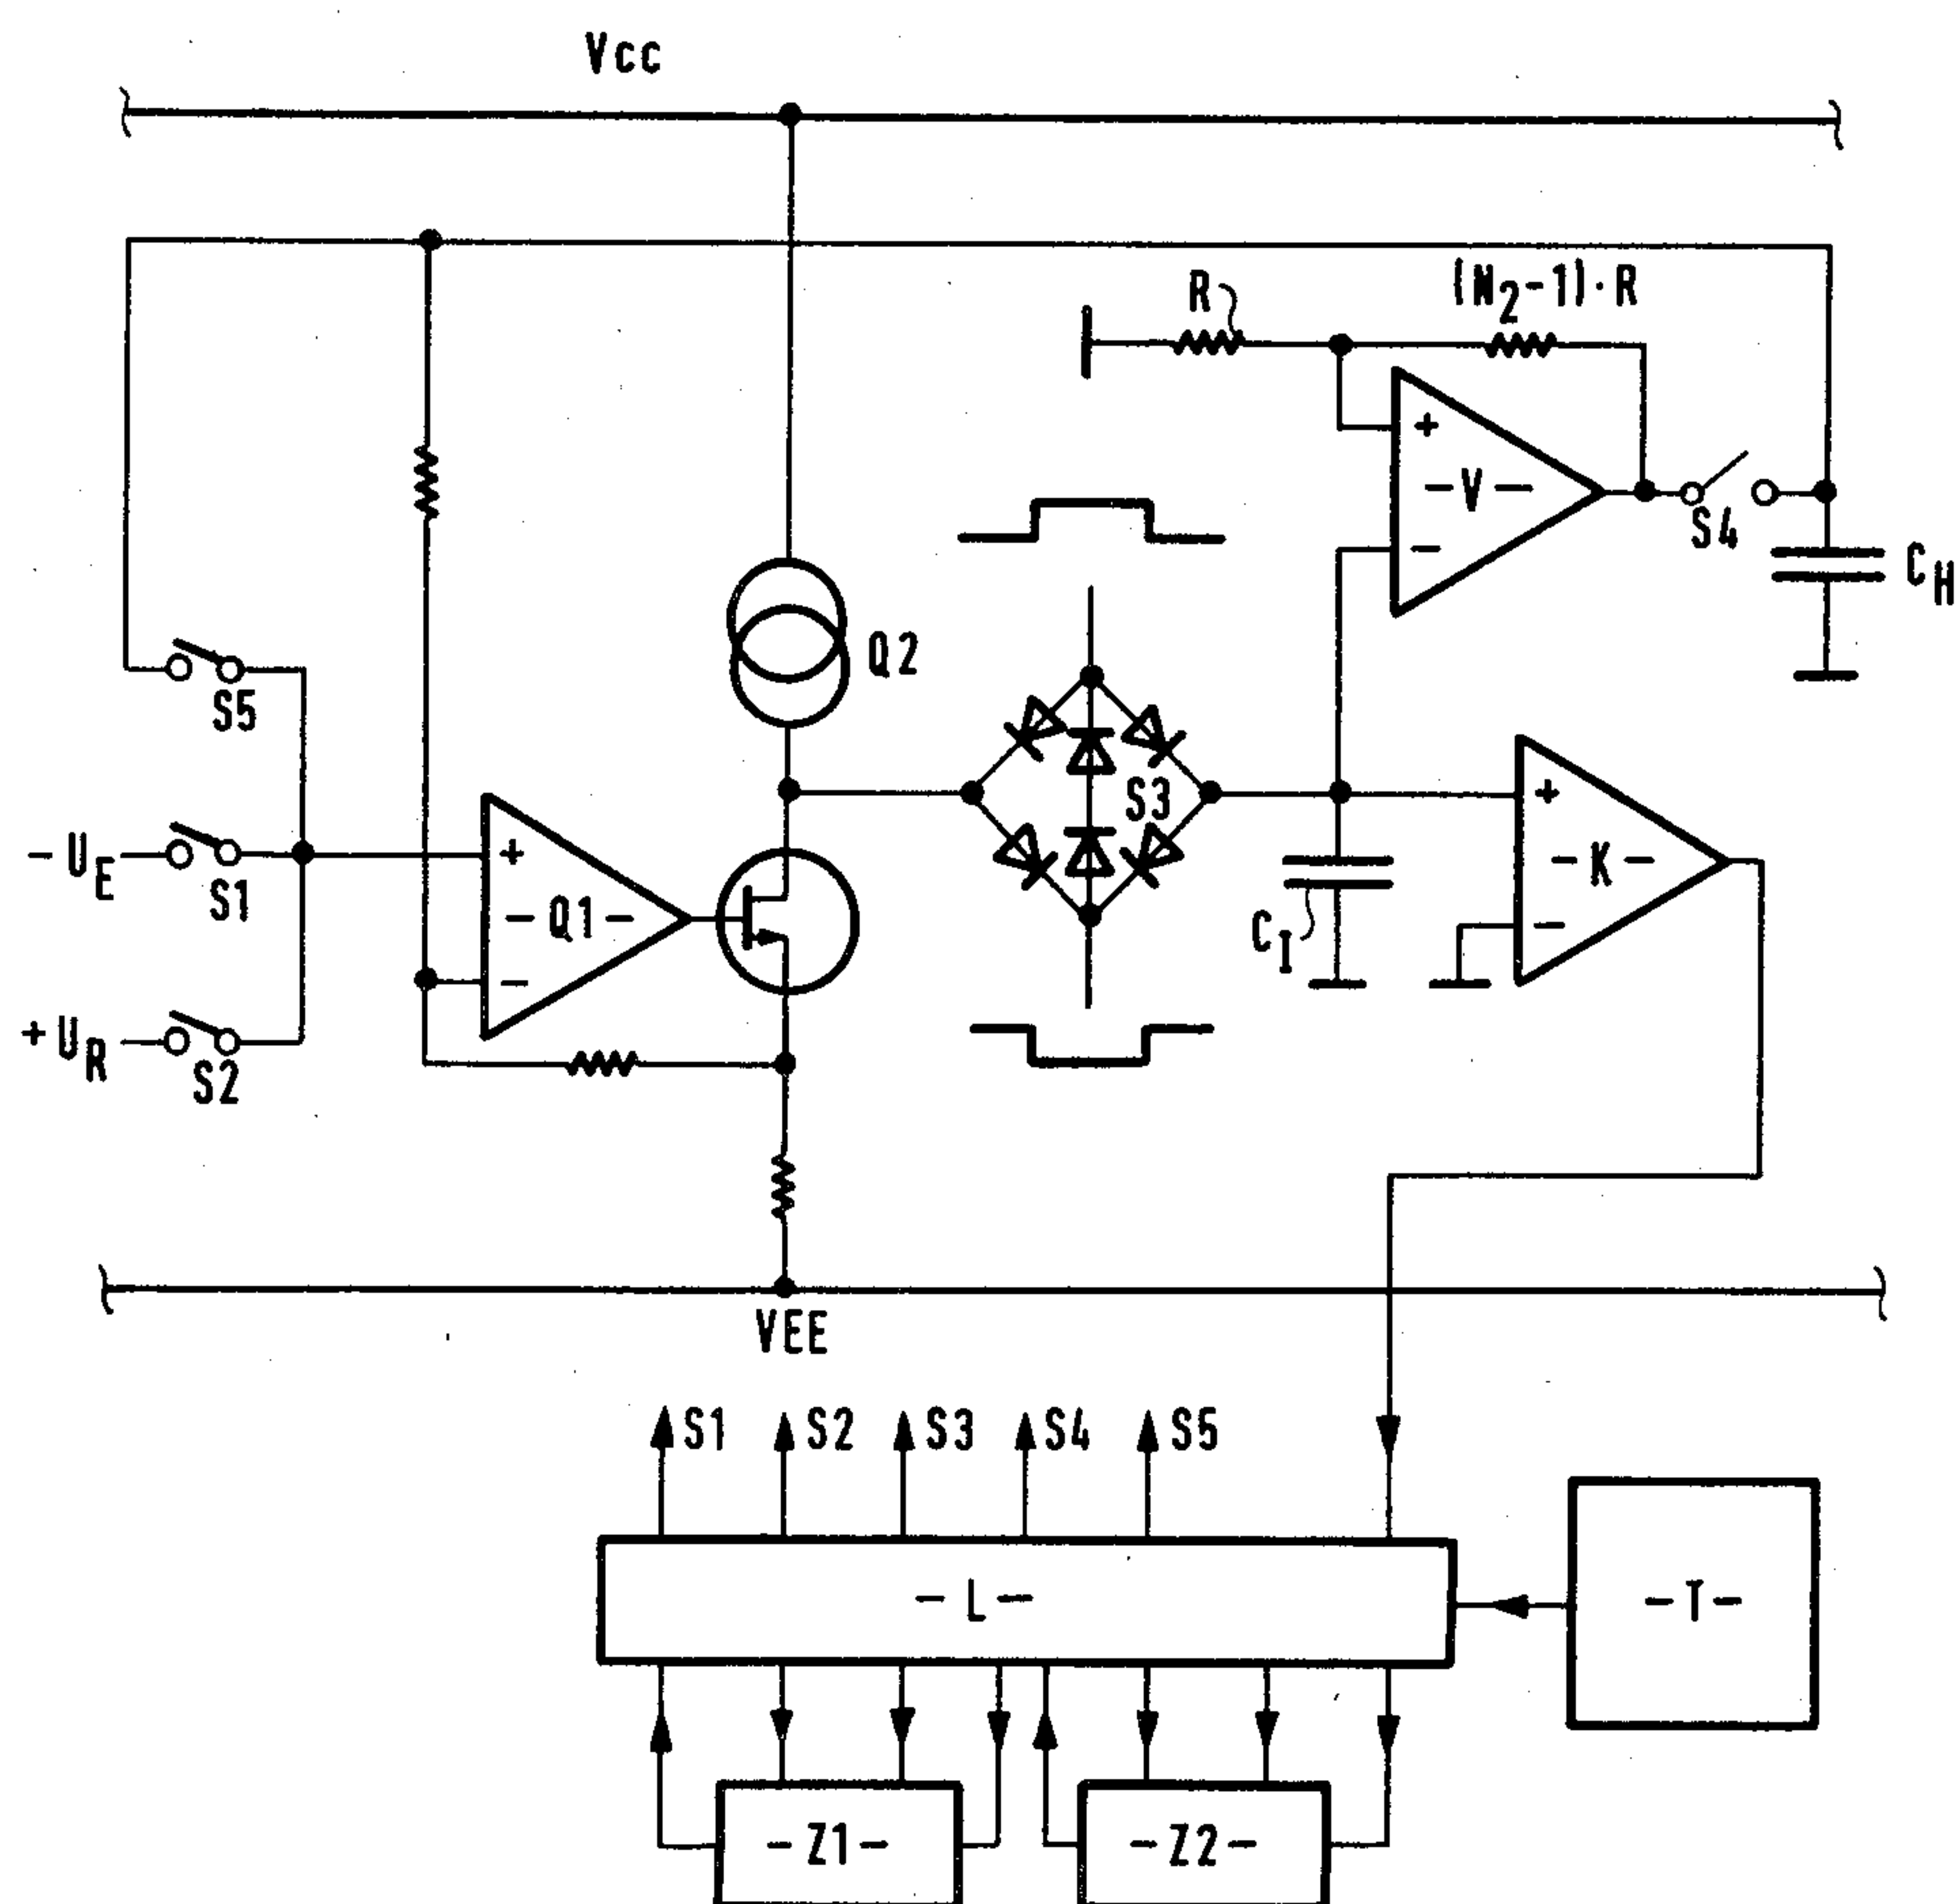 Vcc
R
(N2-1)·R
+
-V-
-
S4
CH
Q2
S5
S3
-UE
S1
+
-Q1-
-
+
-K-
-
CI
+UR
S2
VEE
S1 S2 S3 S4 S5
-L-
-T-
-Z1-
-Z2-